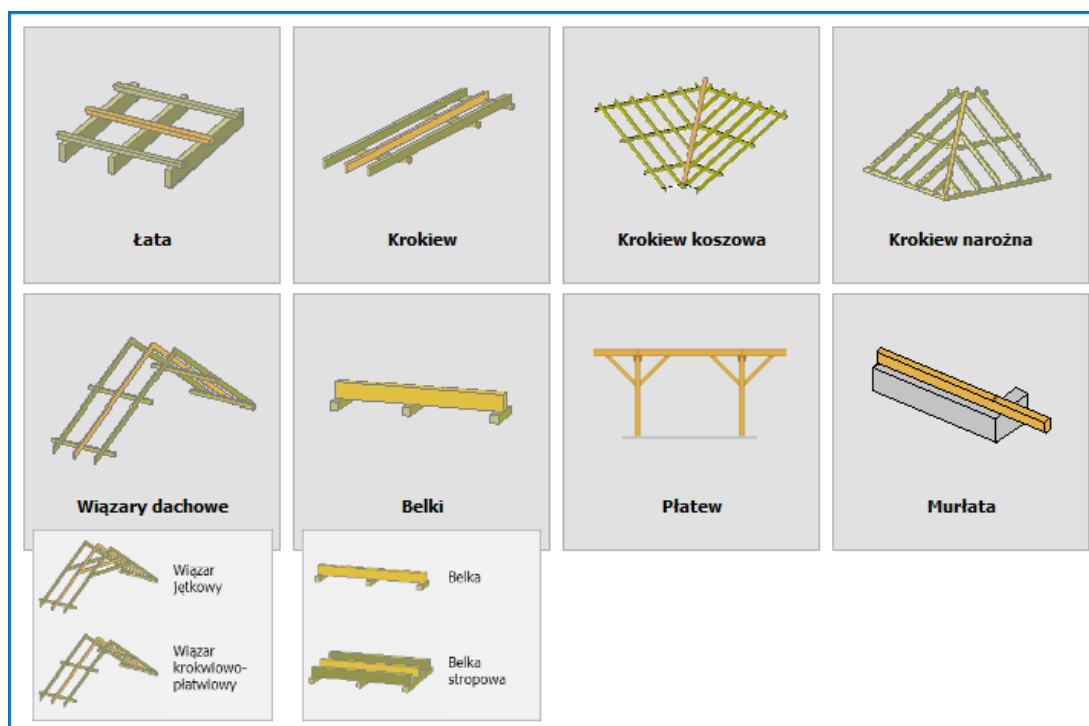 Łata
Krokiew
Krokiew koszowa
Krokiew narożna
Wiązary dachowe
Belki
Płatew
Murłata
Wiązar
jętkowy
Wiązar
krokwiowo-
płatwiowy
Belka
Belka
stropowa